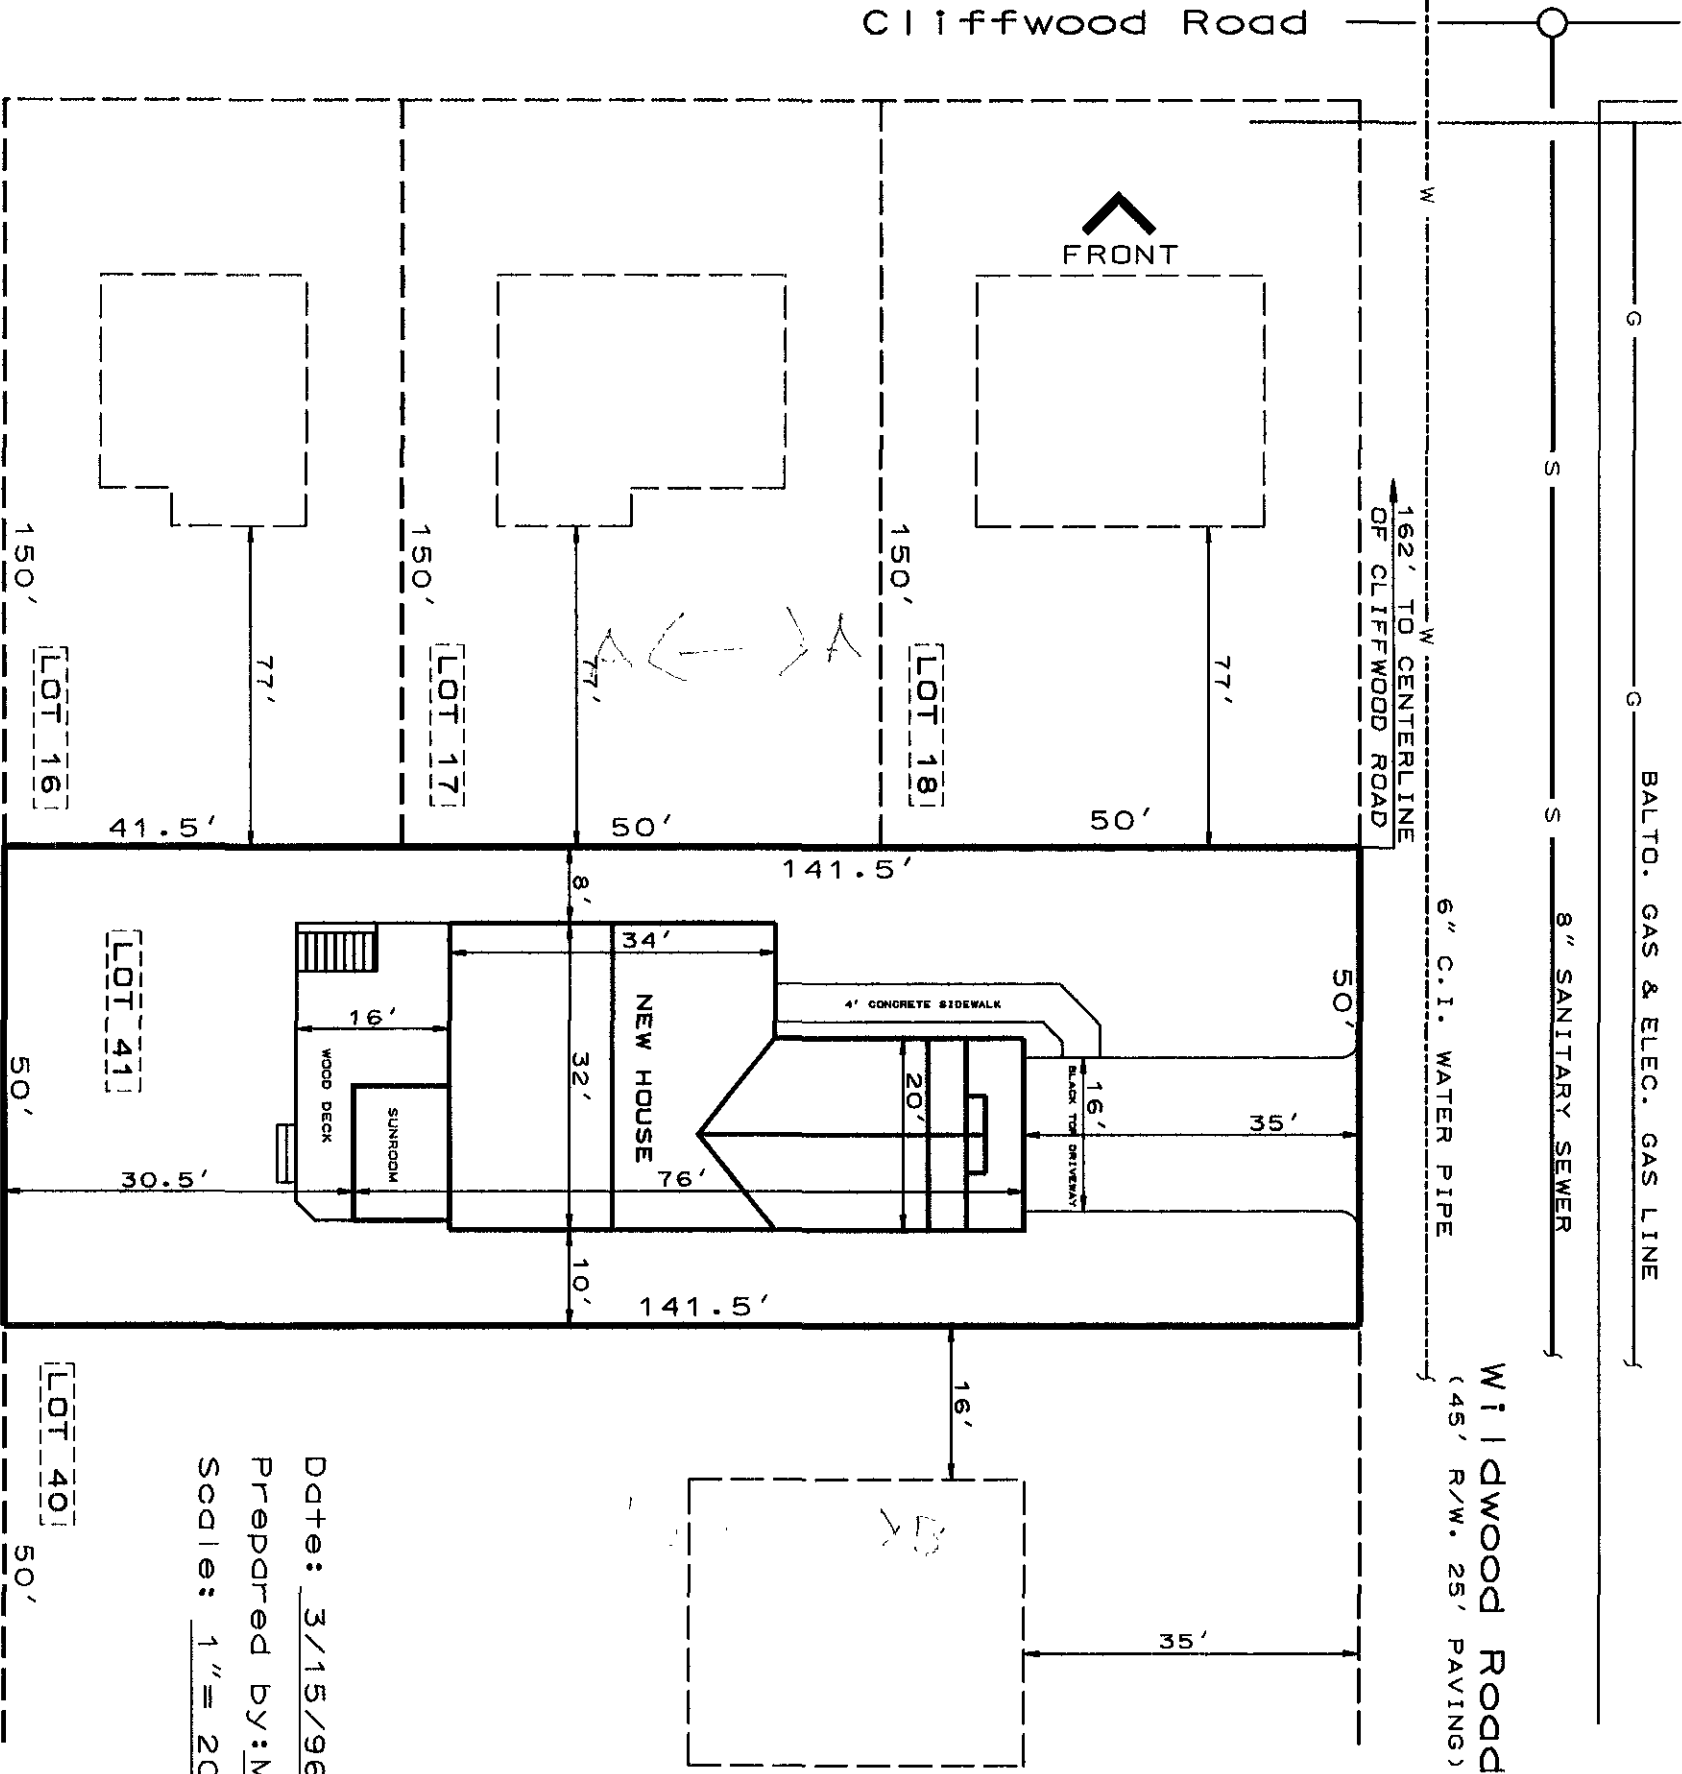 Cliffwood Road
W
G
FRONT
S
W
G
S
162' TO CENTERLINE
OF CLIFFWOOD ROAD
BALTO. GAS & ELEC. GAS LINE
8" SANITARY SEWER
6" C.I. WATER PIPE
Wildwood Road
(45' R/W. 25' PAVING)
150'
150'
150'
77'
77'
77'
A
A
LOT 16
LOT 17
LOT 18
41.5'
50'
50'
141.5'
8'
34'
50'
4' CONCRETE SIDEWALK
NEW HOUSE
LOT 41
16'
32'
20'
16'
BLACK TOP DRIVEWAY
35'
WOOD DECK
SUNROOM
50'
30.5'
76'
10'
141.5'
16'
LOT 40
50'
B
35'
Date: 3/15/96
Prepared by:
Scale: 1"= 20